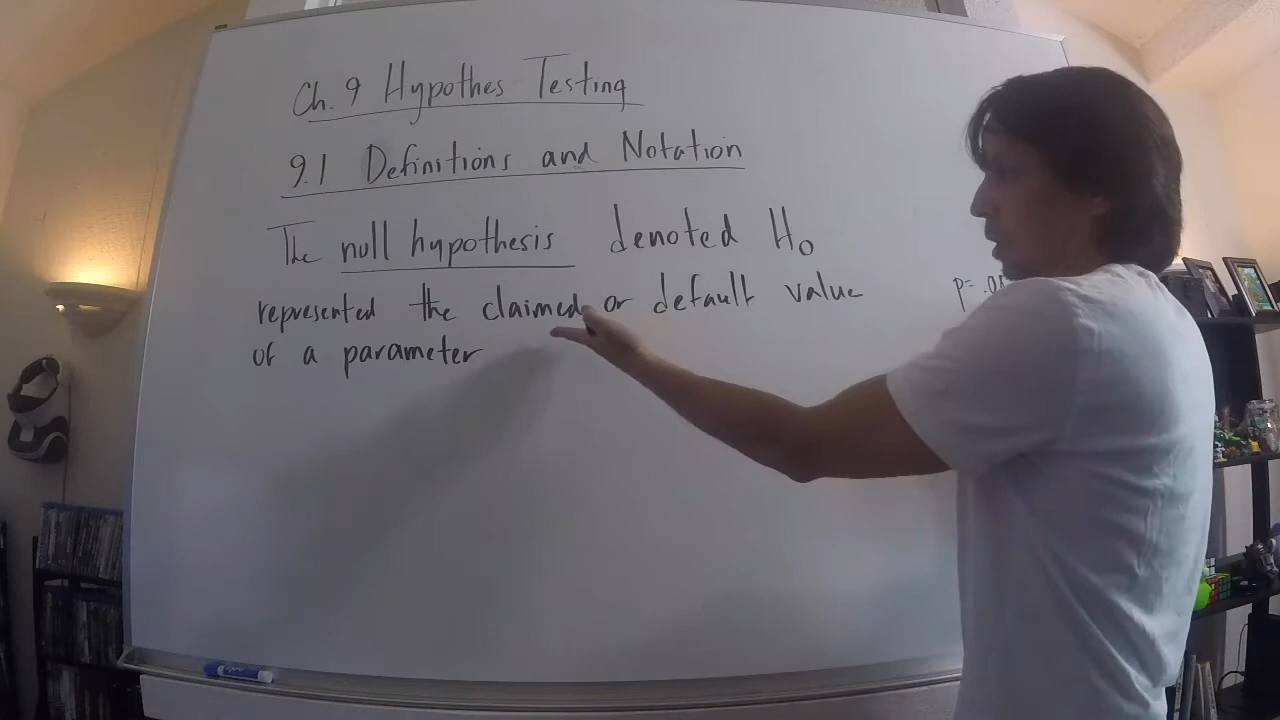 Ch. 9 Hypothes Testing
9.1 Definitions and Notation
The null hypothesis denoted H₀
represented the claimed or default value
of a parameter
p = .0